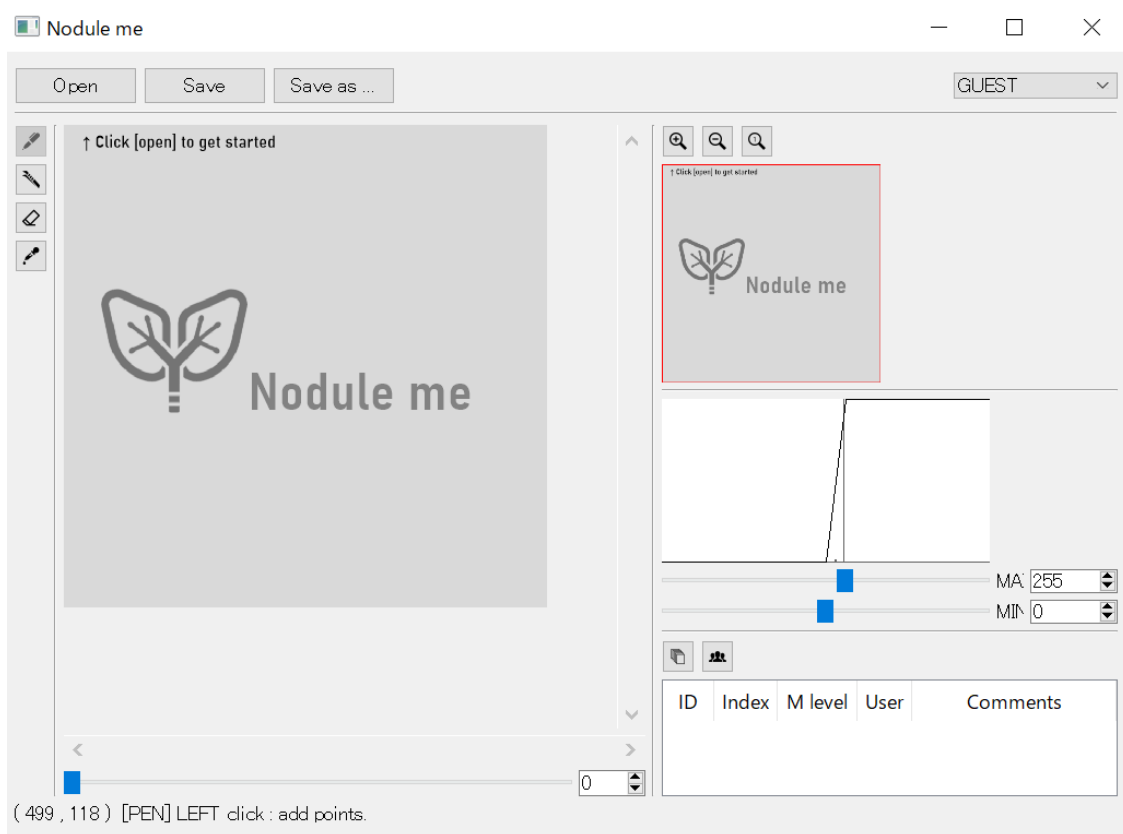 Nodule me
Open Save Save as ... GUEST
↑ Click [open] to get started
Nodule me
↑ Click [open] to get started
Nodule me
MA 255
MIN 0
ID Index M level User Comments
0
( 499 , 118 ) [PEN] LEFT click : add points.